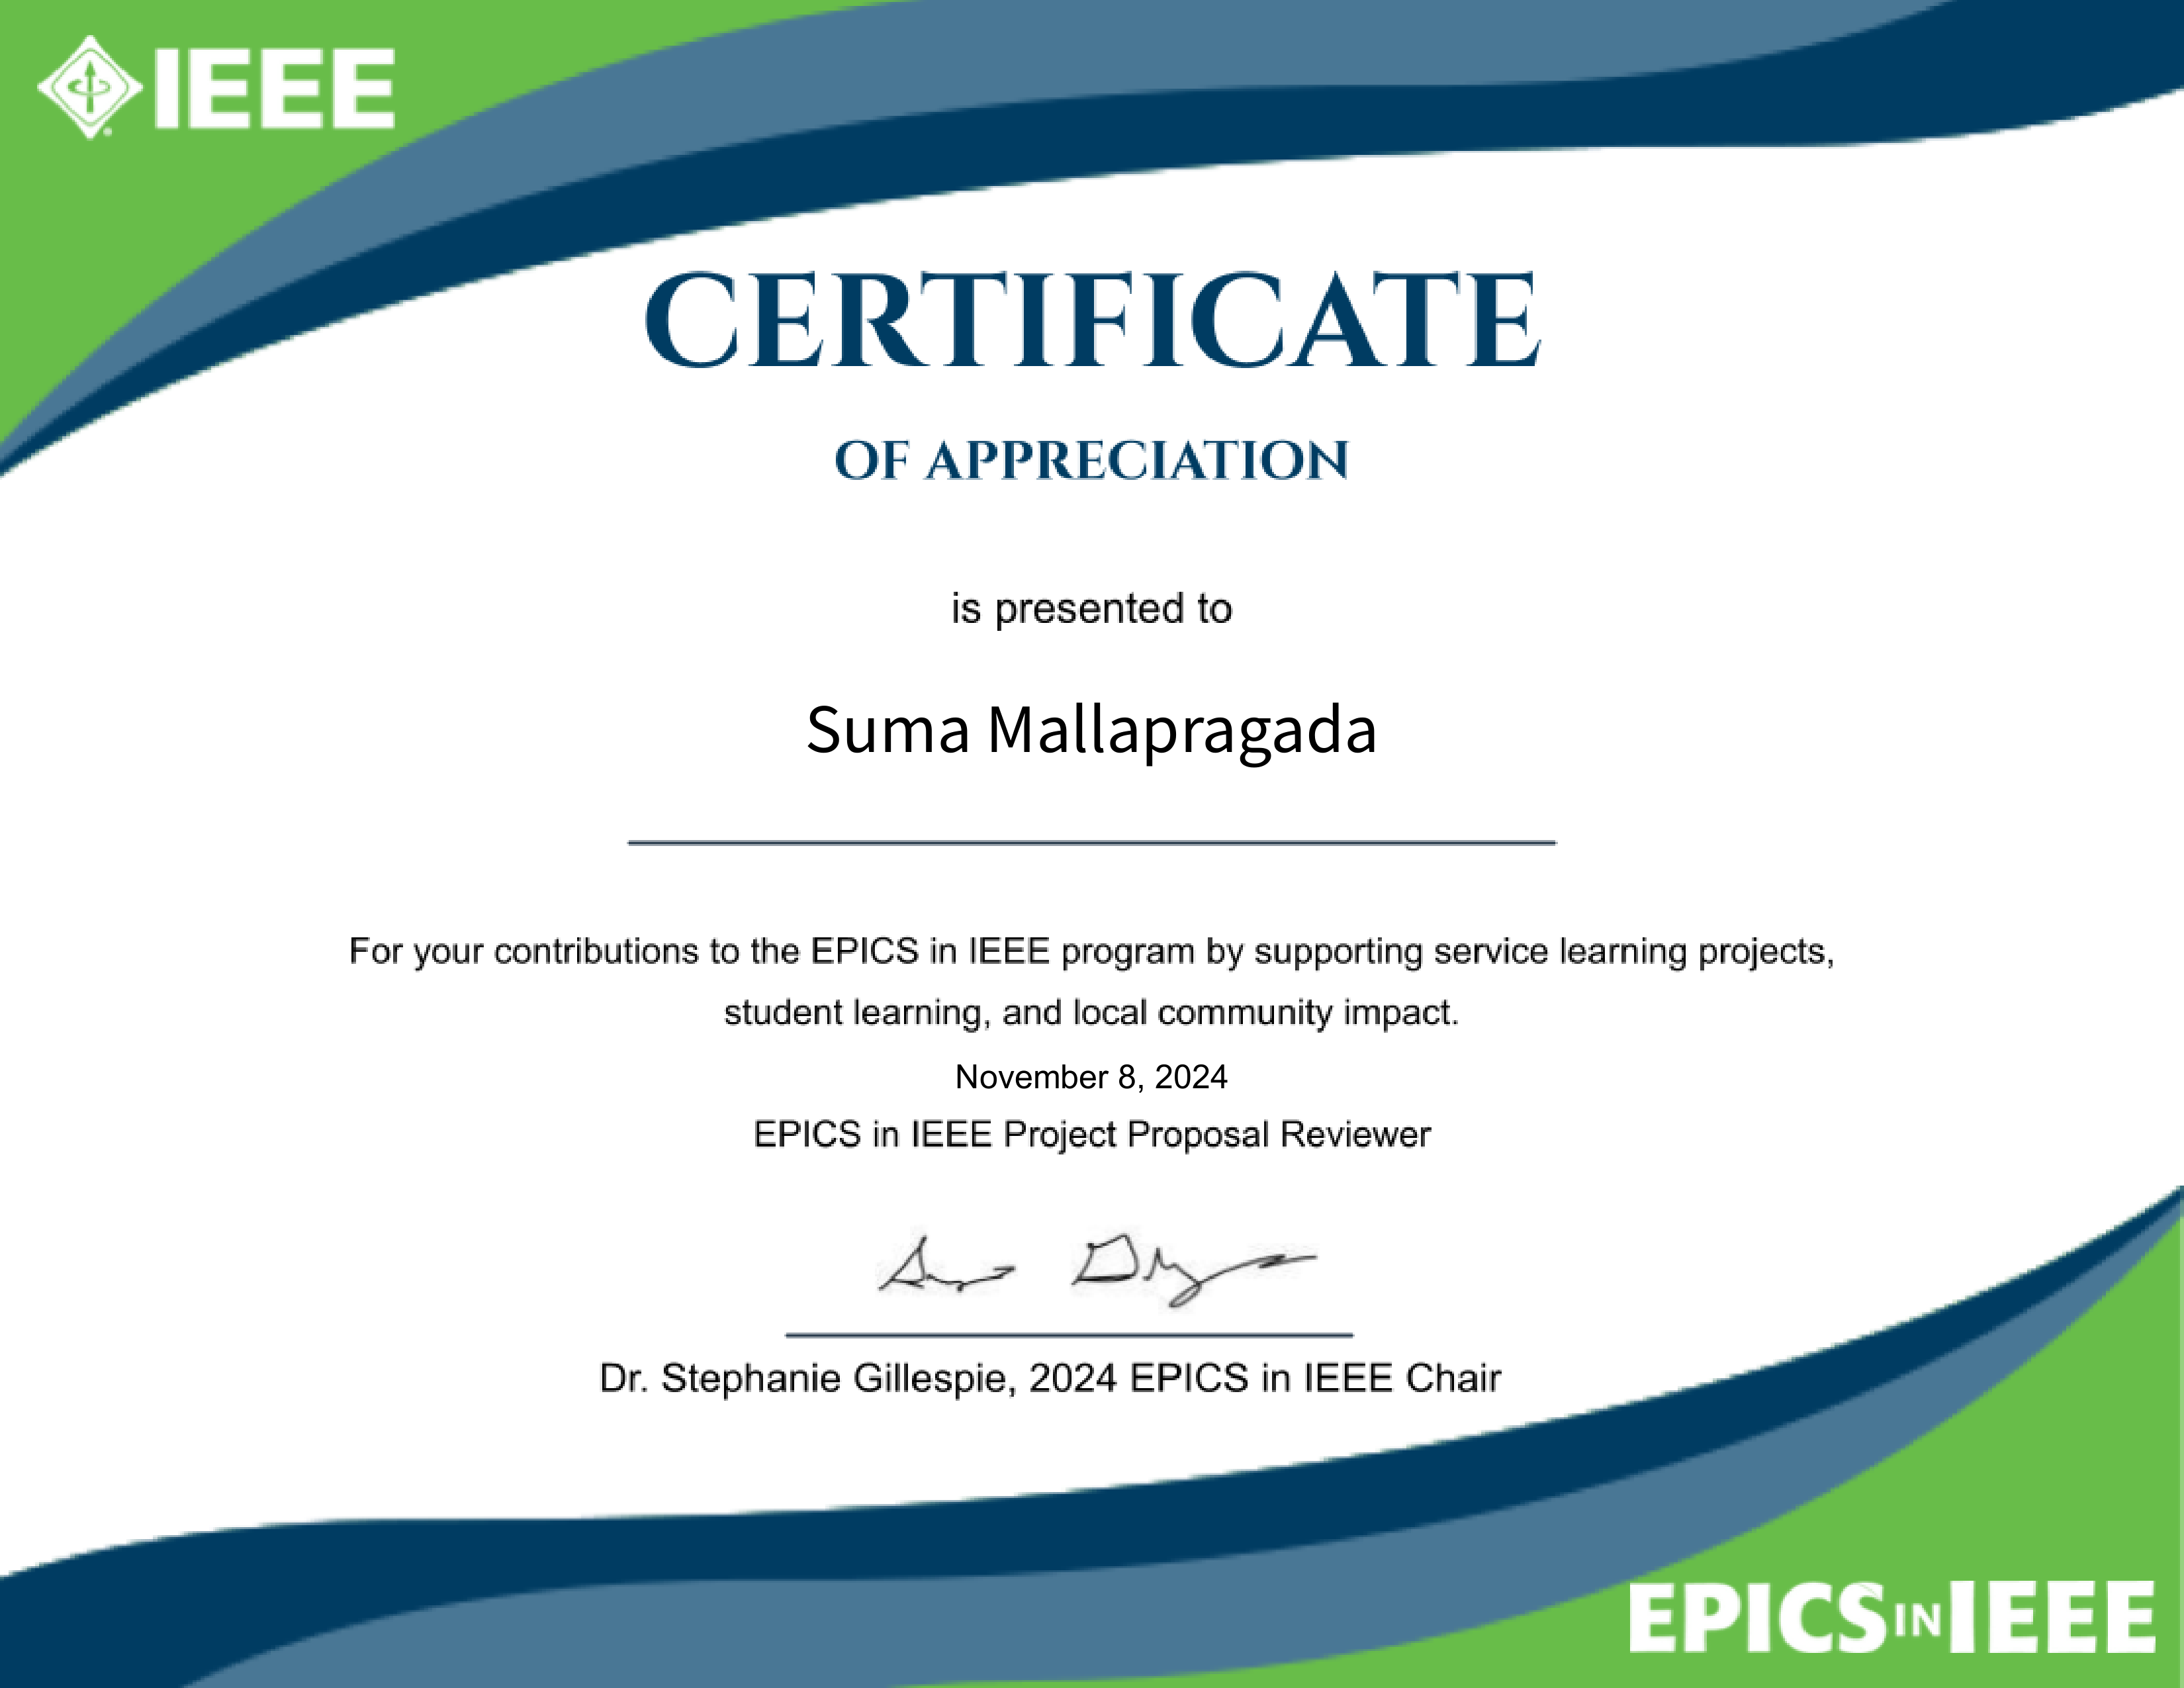 IEEE
CERTIFICATE
OF APPRECIATION
is presented to
Suma Mallapragada
For your contributions to the EPICS in IEEE program by supporting service learning projects,
student learning, and local community impact.
November 8, 2024
EPICS in IEEE Project Proposal Reviewer
Dr. Stephanie Gillespie, 2024 EPICS in IEEE Chair
EPICS IN IEEE